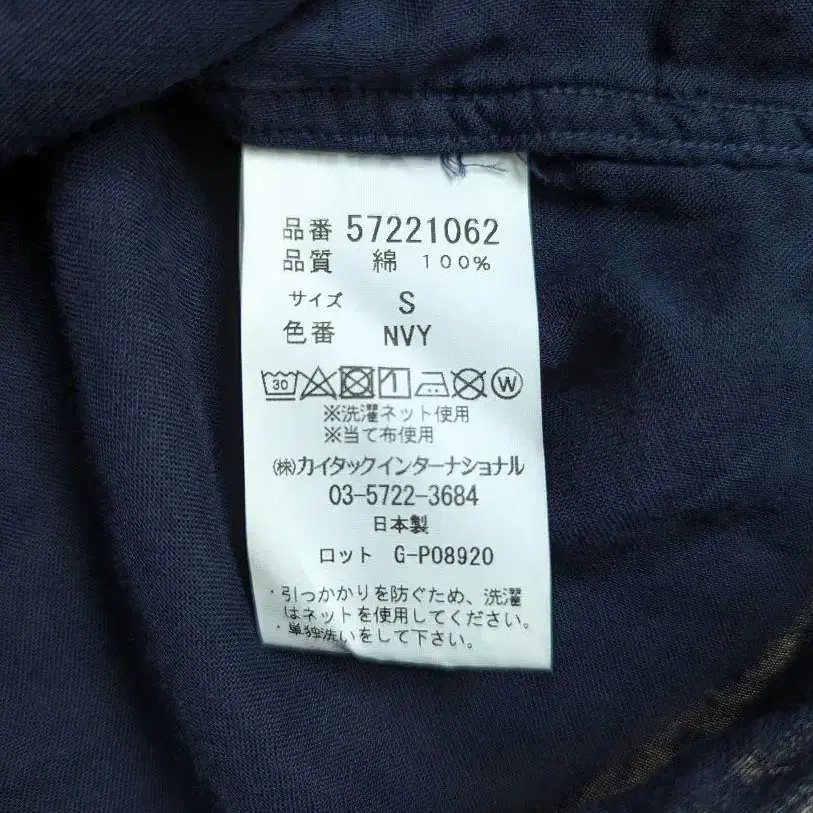 品番 57221062
品質 綿 100%
サイズ S
色番 NVY
30 W
※洗濯ネット使用
※当て布使用
㈱カイタックインターナショナル
03-5722-3684
日本製
ロット G-P08920
・引っかかりを防ぐため、洗濯
はネットを使用してください。
・単独洗いをして下さい。